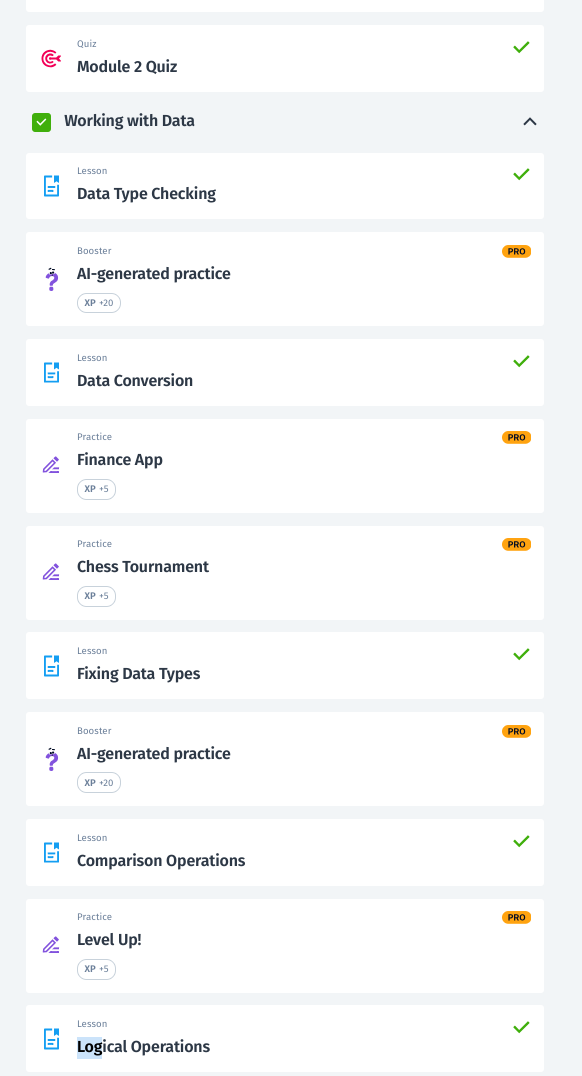 Quiz
Module 2 Quiz
Working with Data
Lesson
Data Type Checking
Booster
PRO
AI-generated practice
XP +20
Lesson
Data Conversion
Practice
PRO
Finance App
XP +5
Practice
PRO
Chess Tournament
XP +5
Lesson
Fixing Data Types
Booster
PRO
AI-generated practice
XP +20
Lesson
Comparison Operations
Practice
PRO
Level Up!
XP +5
Lesson
Logical Operations